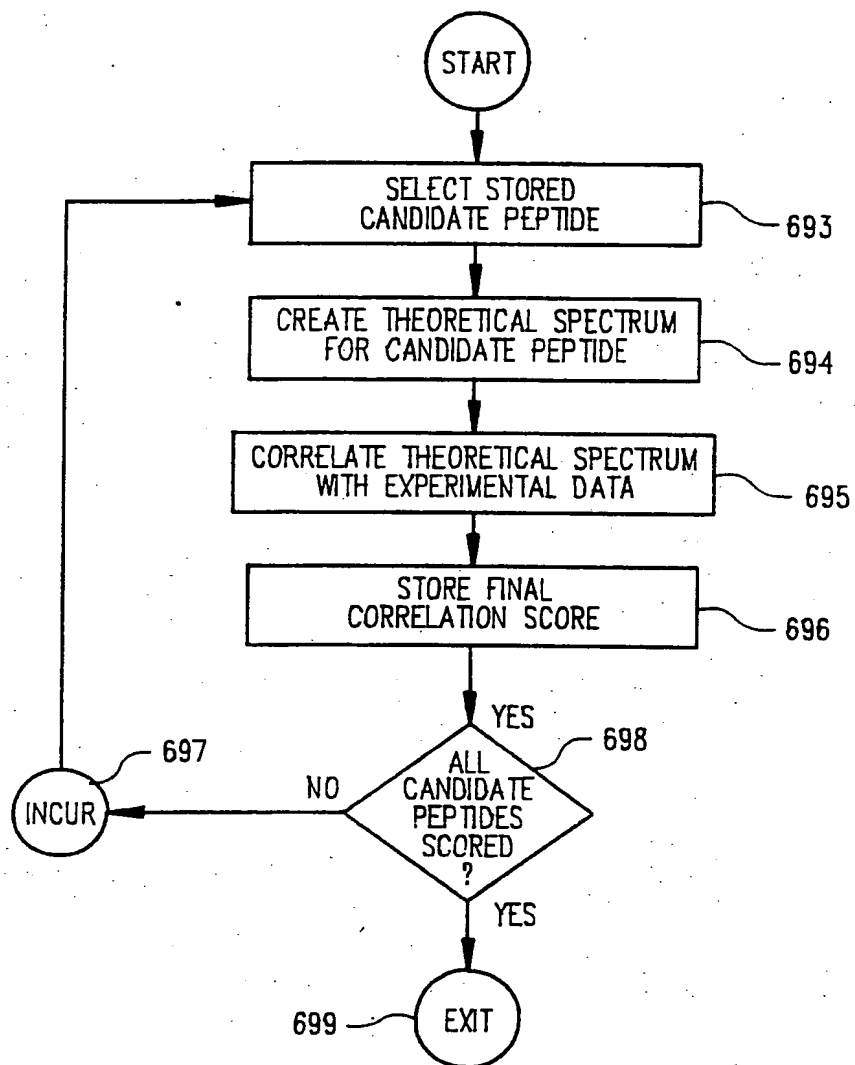 START
SELECT STORED
CANDIDATE PEPTIDE
693
CREATE THEORETICAL SPECTRUM
FOR CANDIDATE PEPTIDE
694
CORRELATE THEORETICAL SPECTRUM
WITH EXPERIMENTAL DATA
695
STORE FINAL
CORRELATION SCORE
696
YES
698
697
ALL
CANDIDATE
PEPTIDES
SCORED
?
NO
INCUR
YES
699
EXIT